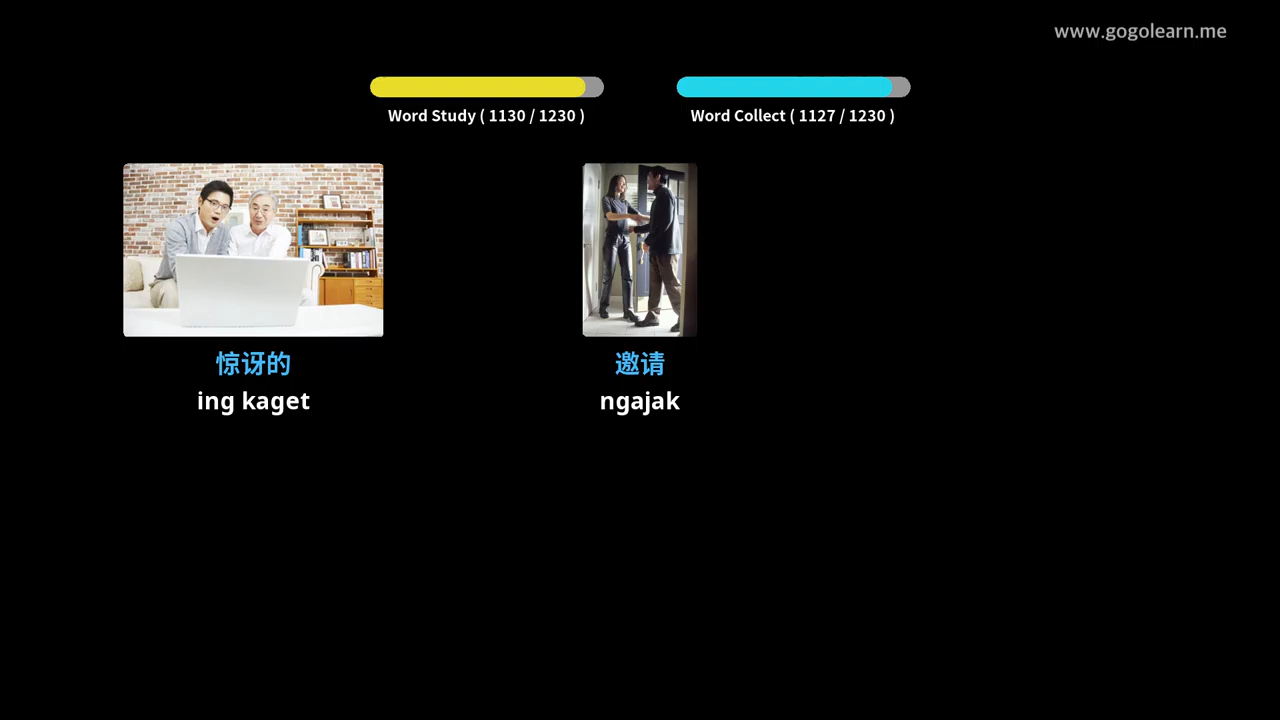 www.gogolearn.me
Word Study ( 1130 / 1230 )
Word Collect ( 1127 / 1230 )
惊讶的
ing kaget
邀请
ngajak